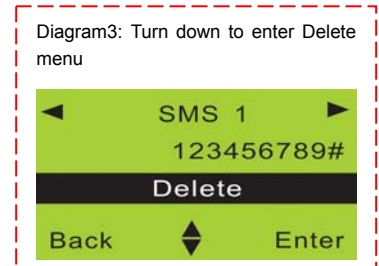 Diagram3: Turn down to enter Delete
menu
SMS 1
123456789#
Delete
Back Enter